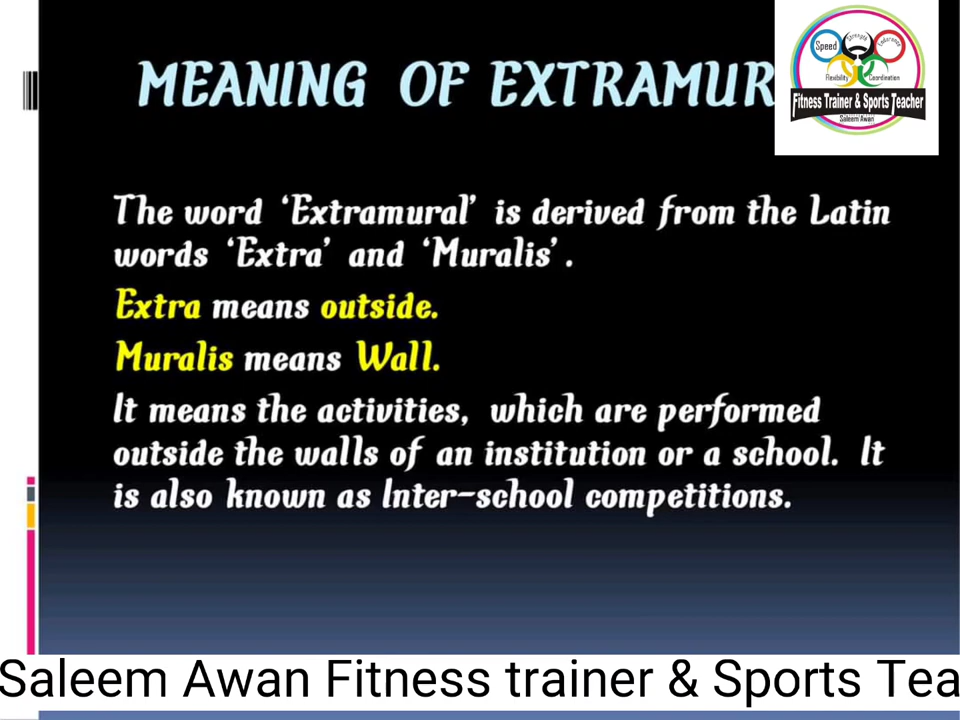 MEANING OF EXTRAMUR
Speed
Strength
Endurance
Flexibility
Coordination
Fitness Trainer & Sports Teacher
Saleem Awan
The word ‘Extramural’ is derived from the Latin
words ‘Extra’ and ‘Muralis’.
Extra means outside.
Muralis means Wall.
It means the activities, which are performed
outside the walls of an institution or a school. It
is also known as Inter-school competitions.
Saleem Awan Fitness trainer & Sports Tea